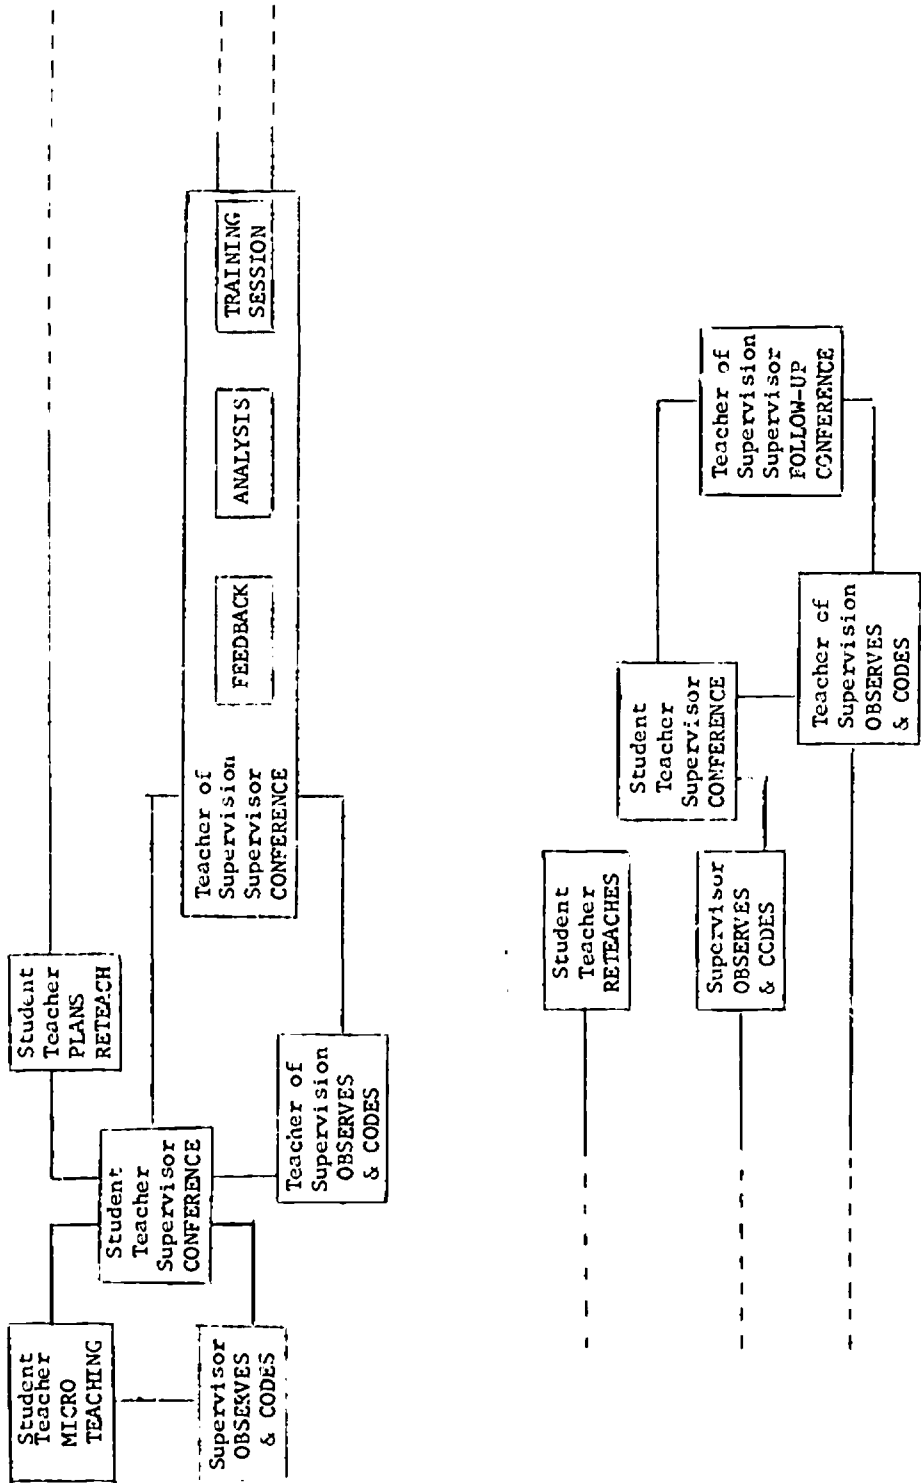 Student
Teacher
MICRO
TEACHING
Supervisor
OBSERVES
& CODES
Student
Teacher
Supervisor
CONFERENCE
Student
Teacher
PLANS
RETEACH
Teacher of
Supervision
OBSERVES
& CODES
Teacher of
Supervision
Supervisor
CONFERENCE
FEEDBACK
ANALYSIS
TRAINING
SESSION
Student
Teacher
RETEACHES
Supervisor
OBSERVES
& CODES
Student
Teacher
Supervisor
CONFERENCE
Teacher of
Supervision
OBSERVES
& CODES
Teacher of
Supervision
Supervisor
FOLLOW-UP
CONFERENCE